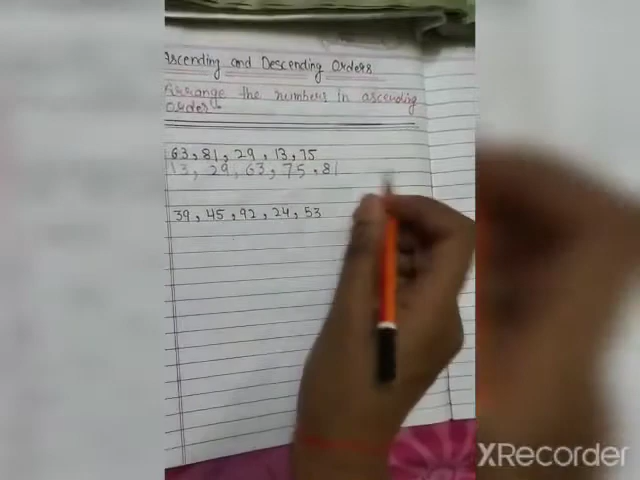 Ascending and Descending Orders
Arrange the numbers in ascending
order
63, 81, 29, 13, 75
13, 29, 63, 75, 81
39, 45, 92, 24, 53
XRecorder